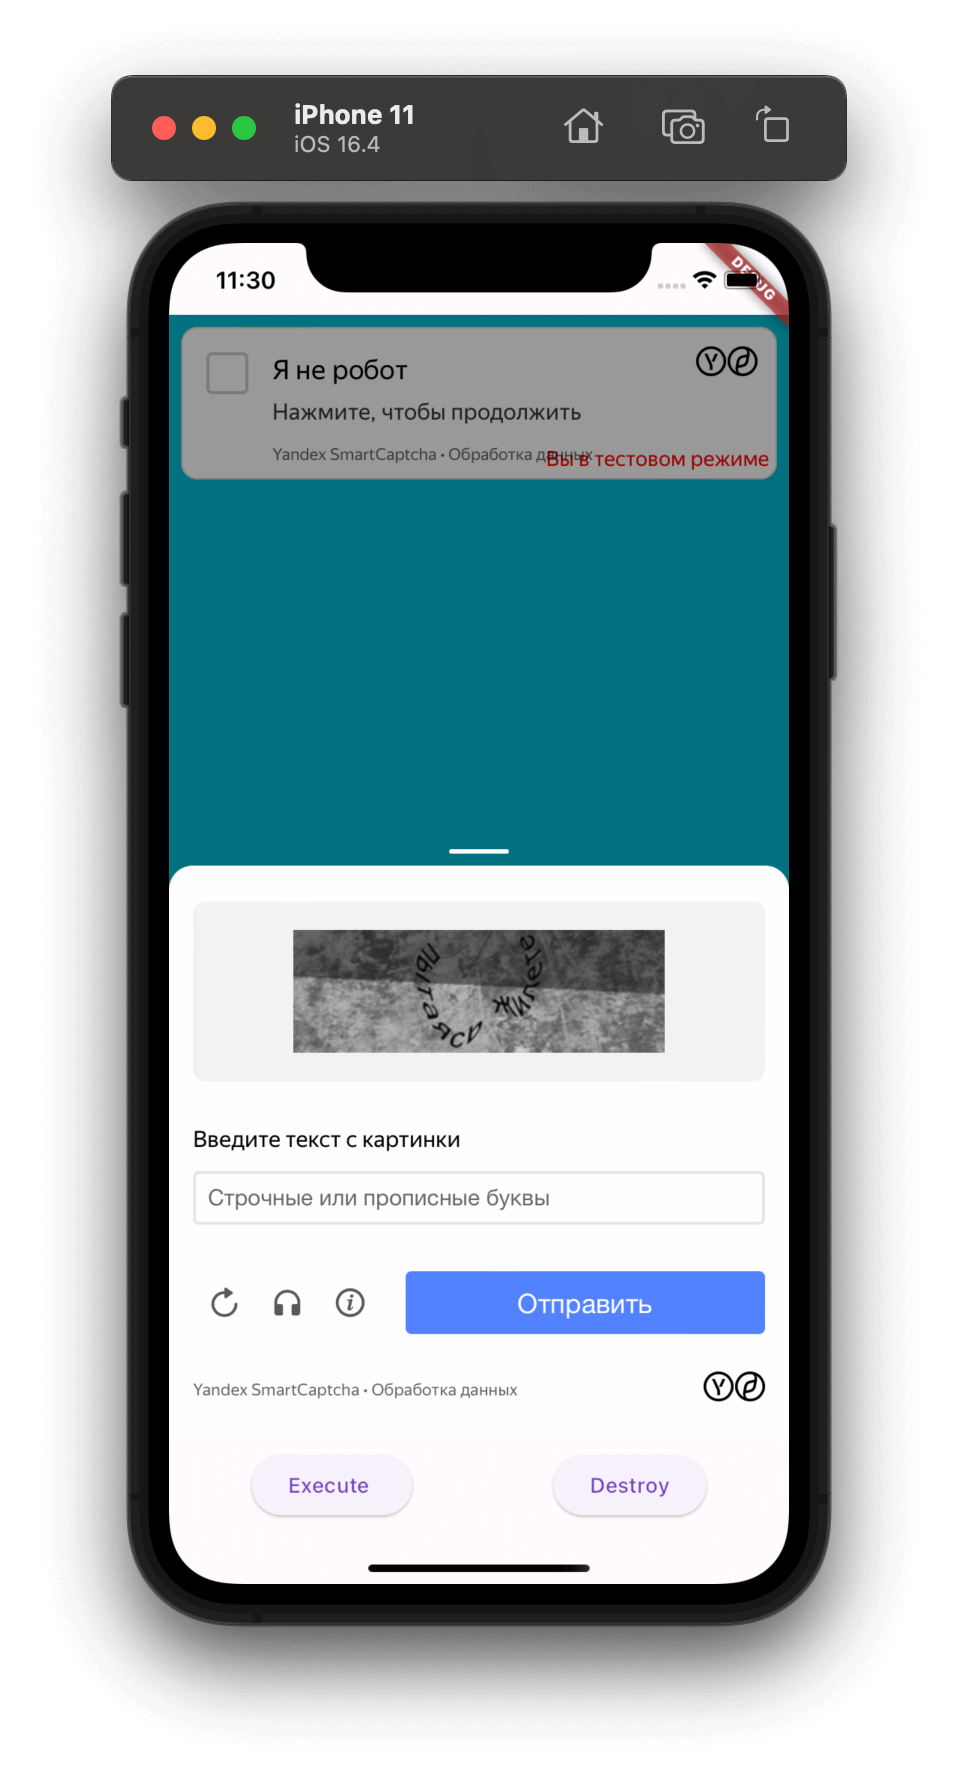 iPhone 11
iOS 16.4
11:30
DEBUG
Я не робот
Нажмите, чтобы продолжить
Yandex SmartCaptcha • Обработка данных
Вы в тестовом режиме
пытаясь жилете
Введите текст с картинки
Строчные или прописные буквы
Отправить
Yandex SmartCaptcha • Обработка данных
Execute Destroy